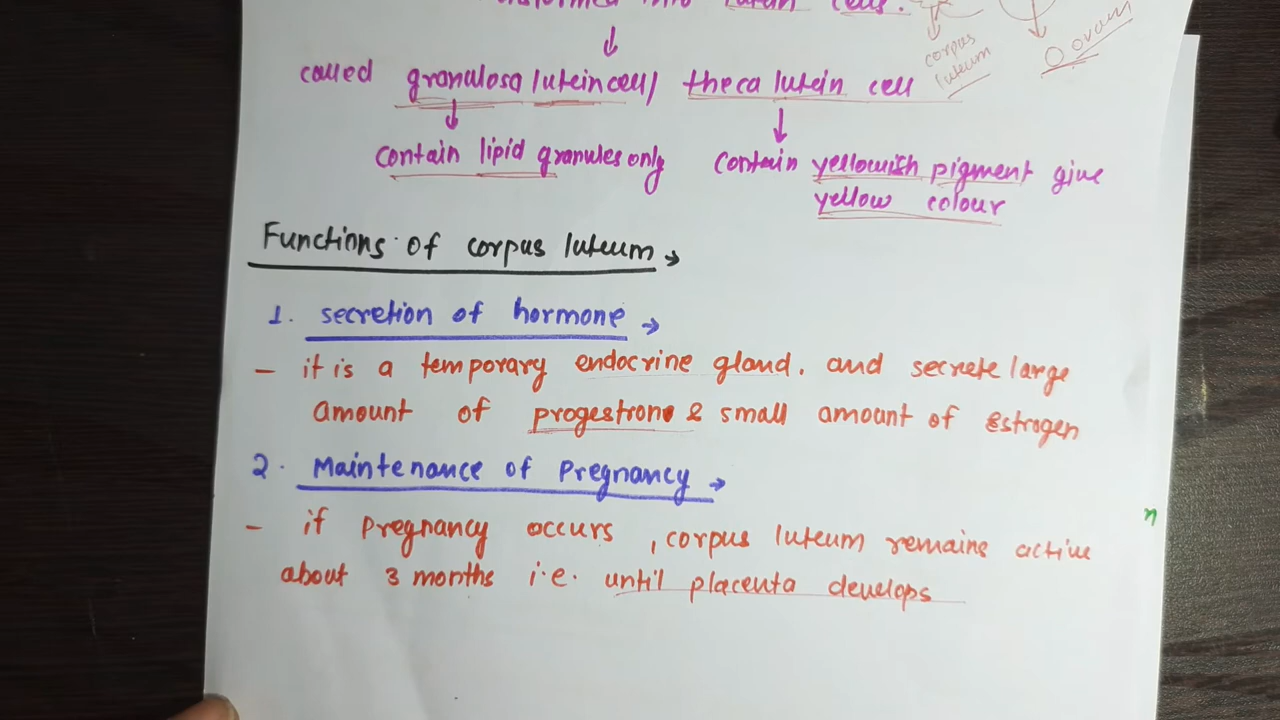 into lutein cells.
corpus
luteum
ovum
called granulosa lutein cell/ theca lutein cell
contain lipid granules only
contain yellowish pigment give
yellow colour
Functions of corpus luteum
1. secretion of hormone
- it is a temporary endocrine gland. and secrete large
amount of progestrone & small amount of Estrogen
2. Maintenance of Pregnancy
- if pregnancy occurs, corpus luteum remains active
about 3 months i.e. until placenta develops
n